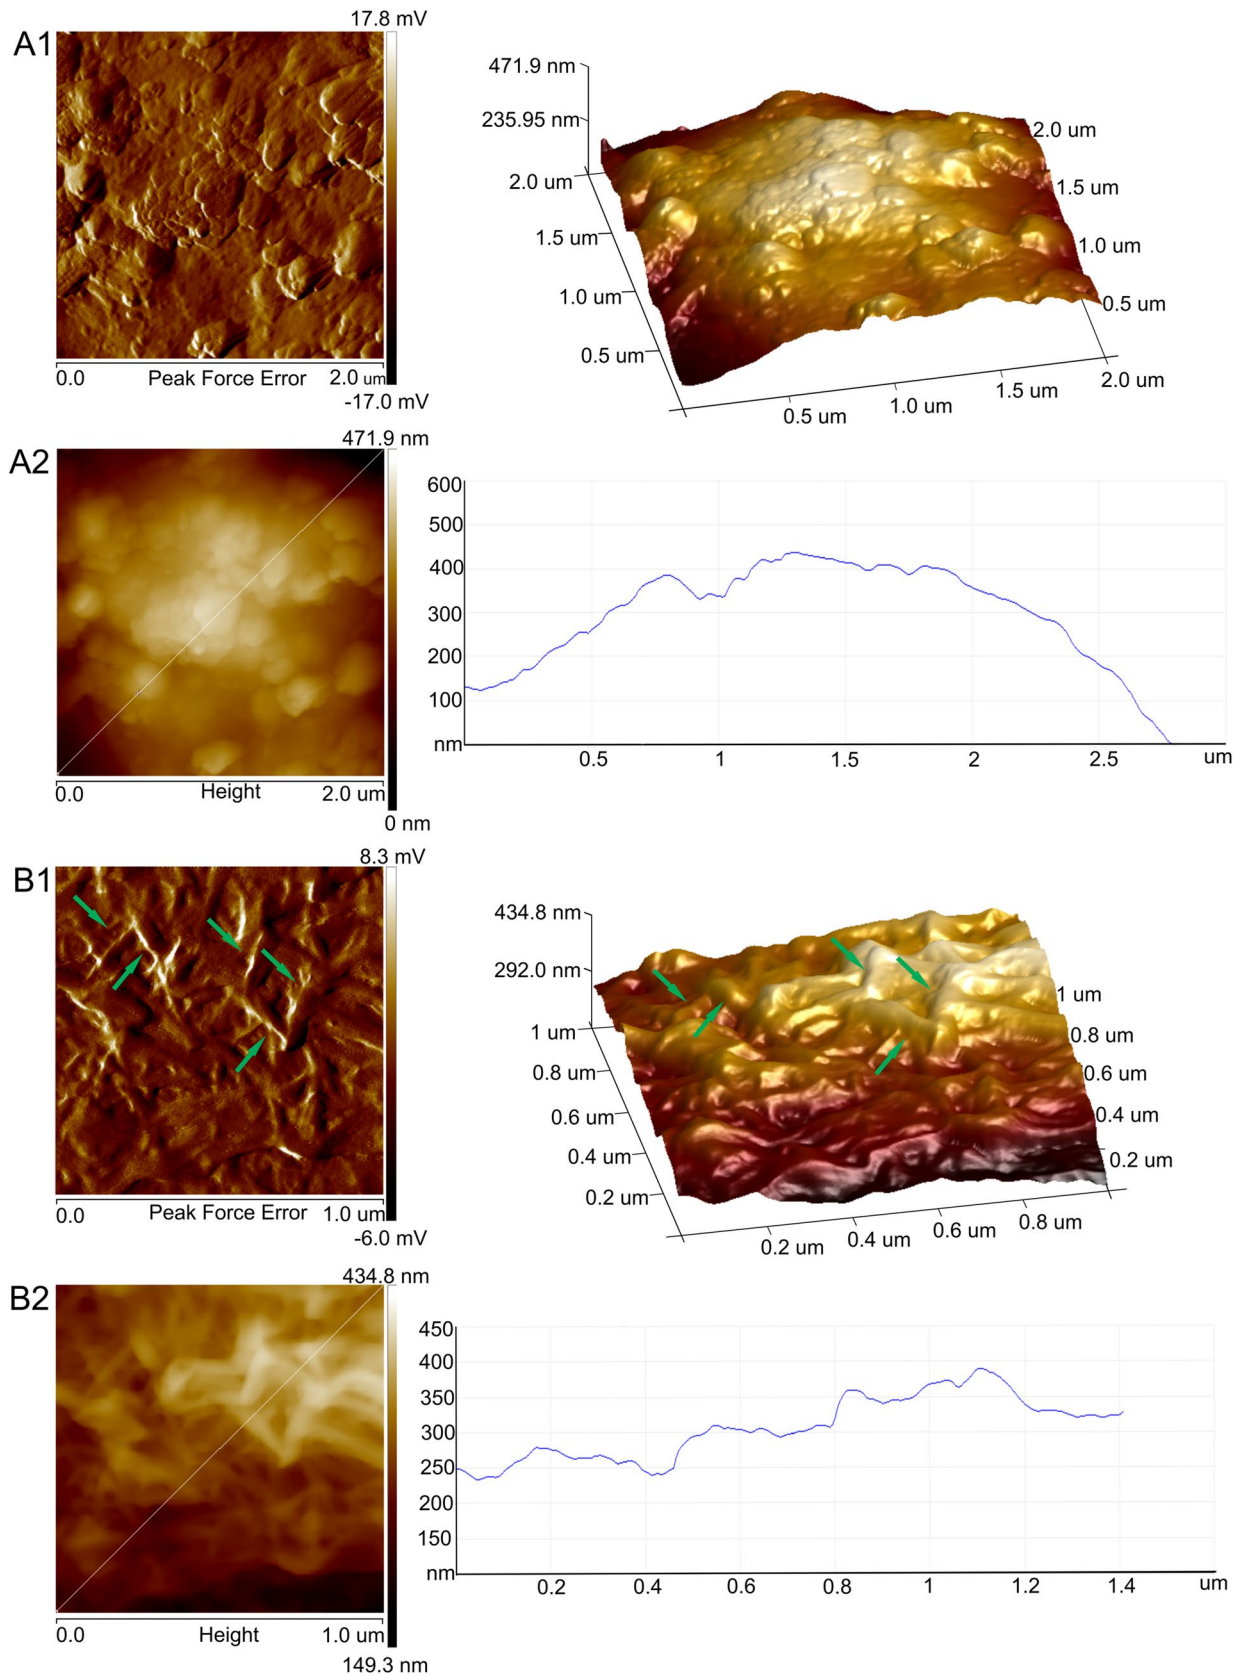 17.8 mV
A1
0.0 Peak Force Error 2.0 um
-17.0 mV
471.9 nm
235.95 nm
2.0 um
1.5 um
1.0 um
0.5 um
0.5 um
1.0 um
1.5 um
2.0 um
2.0 um
1.5 um
1.0 um
0.5 um
A2
471.9 nm
0.0 Height 2.0 um
0 nm
600
500
400
300
200
100
nm
0.5 1 1.5 2 2.5 um
B1
8.3 mV
0.0 Peak Force Error 1.0 um
-6.0 mV
434.8 nm
292.0 nm
1 um
0.8 um
0.6 um
0.4 um
0.2 um
0.2 um
0.4 um
0.6 um
0.8 um
1 um
0.8 um
0.6 um
0.4 um
0.2 um
B2
434.8 nm
0.0 Height 1.0 um
149.3 nm
450
400
350
300
250
200
150
nm
0.2 0.4 0.6 0.8 1 1.2 1.4 um